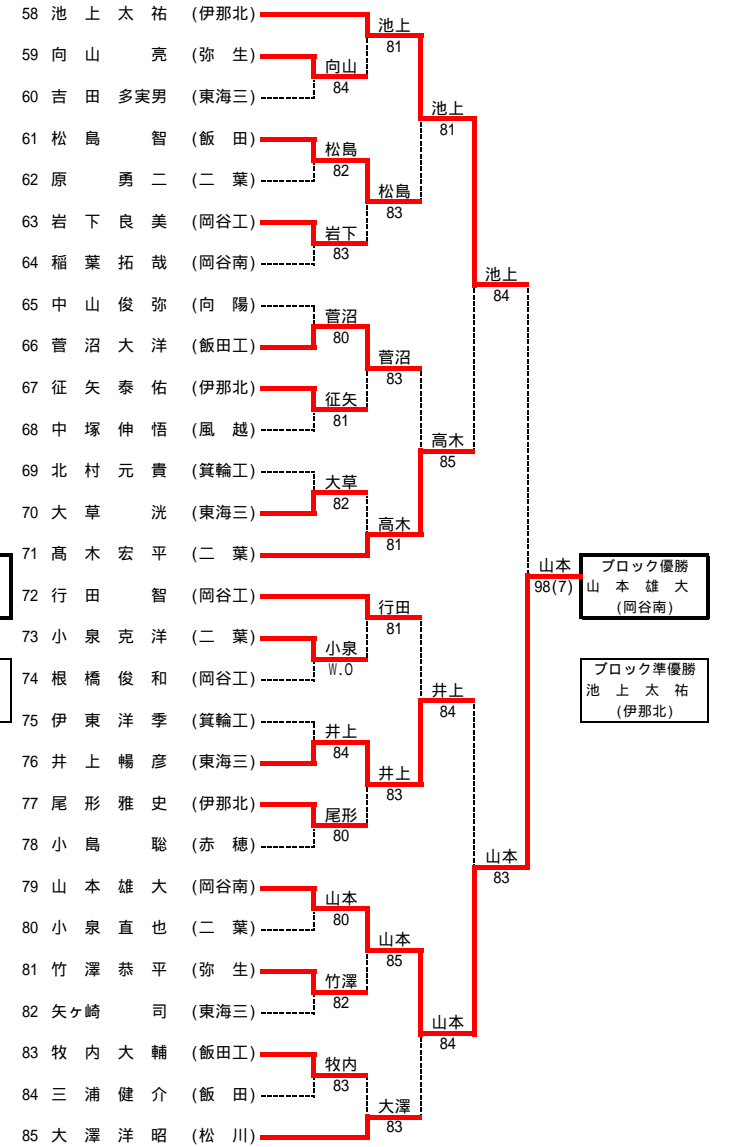 58 池 上 太 祐 (伊那北)
59 向 山 亮 (弥 生)
60 吉 田 多実男 (東海三)
61 松 島 智 (飯 田)
62 原 勇 二 (二 葉)
63 岩 下 良 美 (岡谷工)
64 稲 葉 拓 哉 (岡谷南)
65 中 山 俊 弥 (向 陽)
66 菅 沼 大 洋 (飯田工)
67 征 矢 泰 佑 (伊那北)
68 中 塚 伸 悟 (風 越)
69 北 村 元 貴 (箕輪工)
70 大 草 洸 (東海三)
71 髙 木 宏 平 (二 葉)
72 行 田 智 (岡谷工)
73 小 泉 克 洋 (二 葉)
74 根 橋 俊 和 (岡谷工)
75 伊 東 洋 季 (箕輪工)
76 井 上 暢 彦 (東海三)
77 尾 形 雅 史 (伊那北)
78 小 島 聡 (赤 穂)
79 山 本 雄 大 (岡谷南)
80 小 泉 直 也 (二 葉)
81 竹 澤 恭 平 (弥 生)
82 矢ヶ崎 司 (東海三)
83 牧 内 大 輔 (飯田工)
84 三 浦 健 介 (飯 田)
85 大 澤 洋 昭 (松 川)
向山
84
松島
82
岩下
83
菅沼
80
征矢
81
大草
82
小泉
W.O
井上
84
尾形
80
山本
80
竹澤
82
牧内
83
池上
81
松島
83
菅沼
83
高木
81
行田
81
井上
83
山本
85
大澤
83
池上
81
高木
85
井上
84
山本
84
池上
84
山本
83
山本
98(7)
ブロック優勝
山 本 雄 大
(岡谷南)
ブロック準優勝
池 上 太 祐
(伊那北)